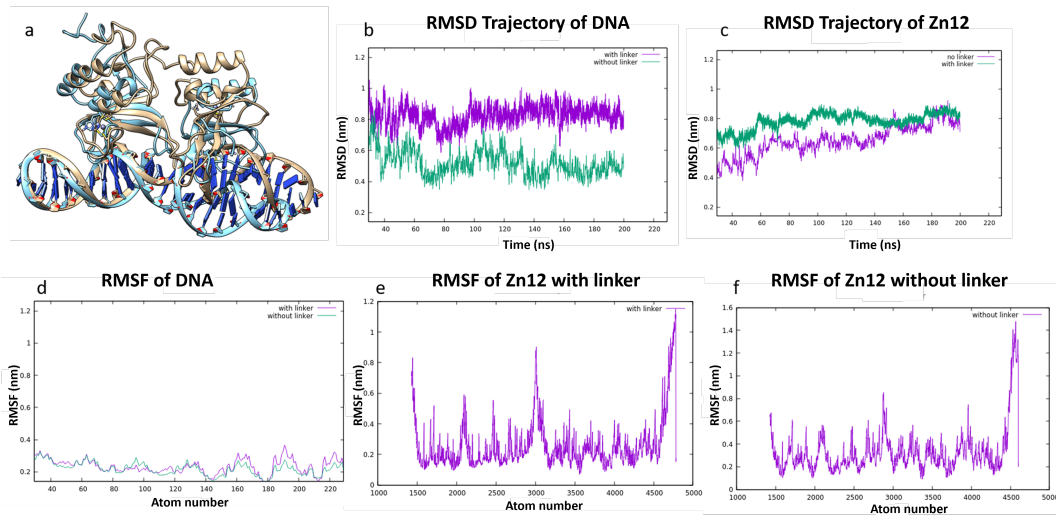 a
b
RMSD Trajectory of DNA
with linker
without linker
1.2
1
0.8
0.6
0.4
0.2
RMSD (nm)
40 60 80 100 120 140 160 180 200 220
Time (ns)
c
RMSD Trajectory of Zn12
no linker
with linker
1.2
1
0.8
0.6
0.4
0.2
RMSD (nm)
40 60 80 100 120 140 160 180 200 220
Time (ns)
d
RMSF of DNA
with linker
without linker
1.2
1
0.8
0.6
0.4
0.2
RMSF (nm)
40 60 80 100 120 140 160 180 200 220
Atom number
e
RMSF of Zn12 with linker
with linker
1.2
1
0.8
0.6
0.4
0.2
0
RMSF (nm)
1000 1500 2000 2500 3000 3500 4000 4500 5000
Atom number
f
RMSF of Zn12 without linker
without linker
1.6
1.4
1.2
1
0.8
0.6
0.4
0.2
0
RMSF (nm)
1000 1500 2000 2500 3000 3500 4000 4500 5000
Atom number